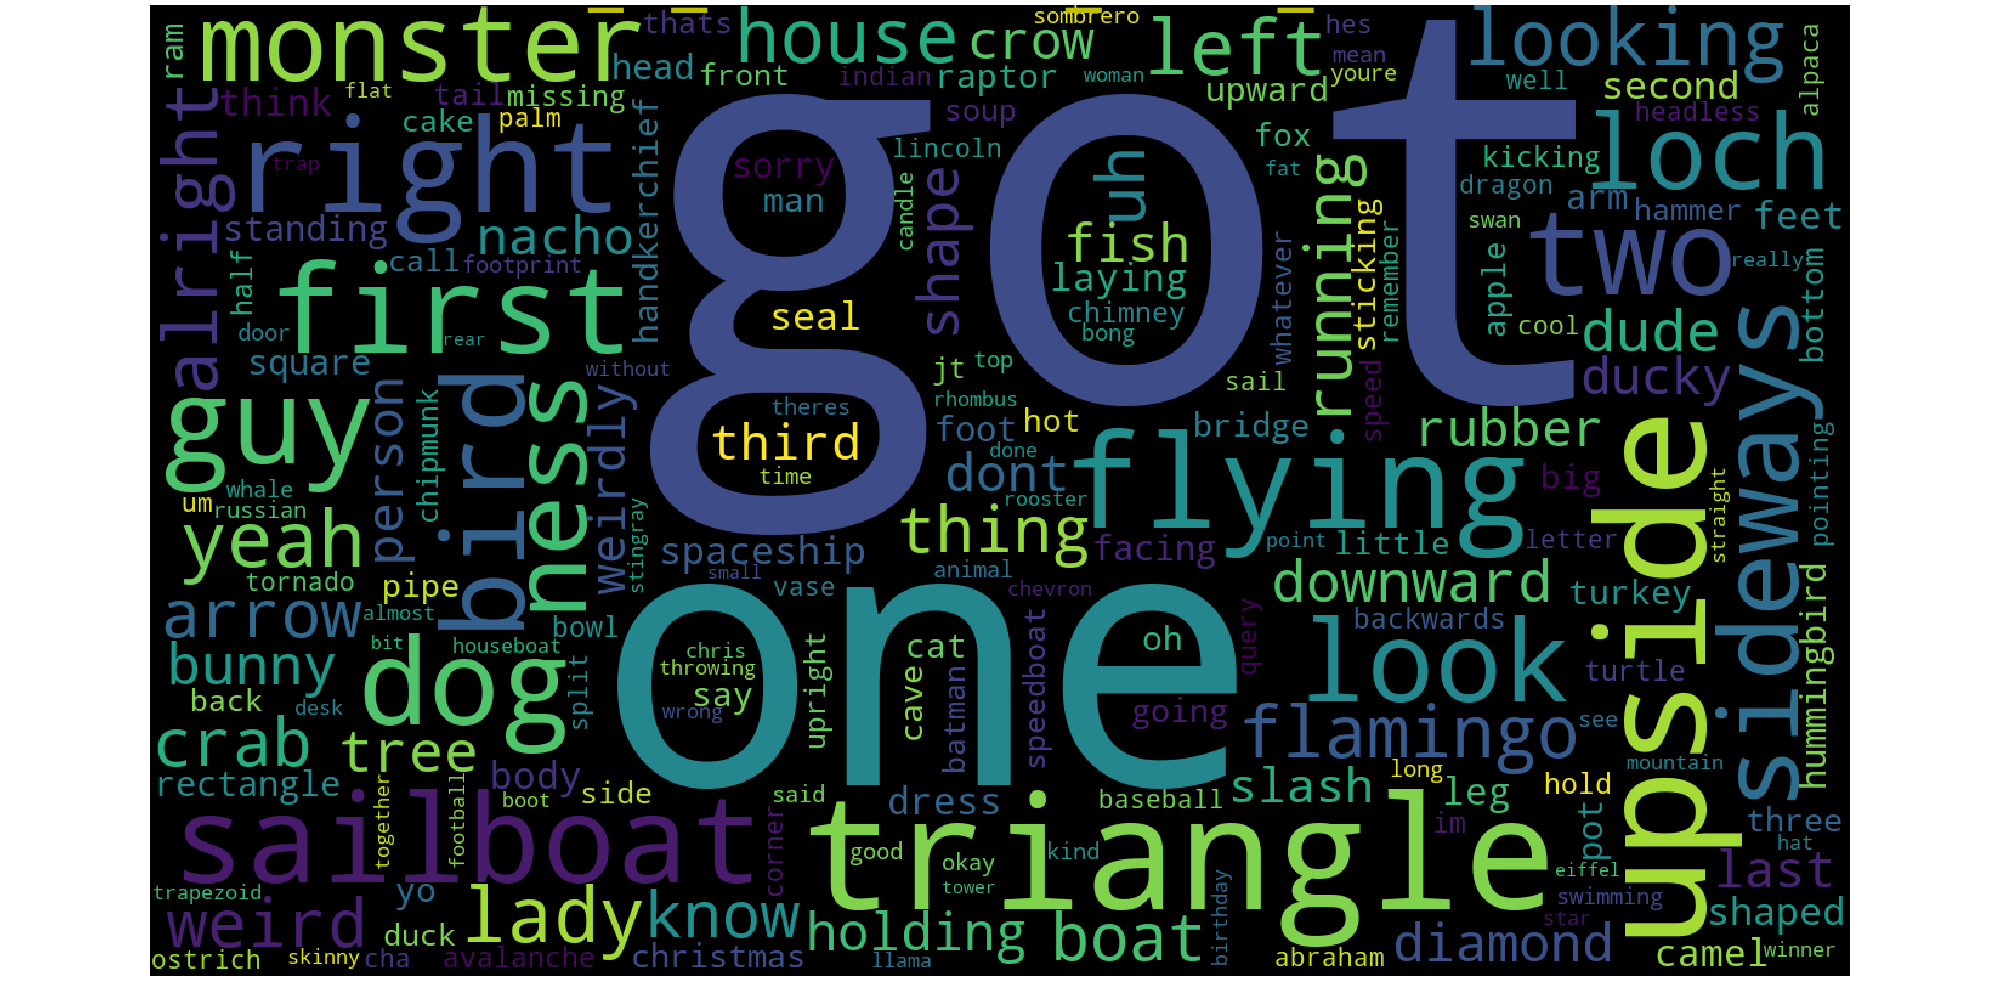 monster
thats
house
sombrero
crow
left
hes
mean
looking
ram
head
front
indian
raptor
woman
youre
upward
well
second
alpaca
think
flat
tail
missing
cake
palm
handkerchief
got
soup
fox
headless
alright
right
trap
sorry
man
lincoln
candle
shape
uh
fat
running
kicking
loch
dragon
arm
hammer
feet
standing
nacho
call
footprint
fish
laying
chimney
bong
whatever
sticking
remember
swan
apple
two
really
half
first
door
rear
square
seal
jt
top
rhombus
sail
speed
cool
dude
ducky
bottom
guy
person
chipmunk
bird
ness
weirdly
without
theres
third
time
foot
hot
done
dont
rooster
bridge
flying
rubber
big
upside
sideways
straight
pointing
whale
um
russian
yeah
stingray
spaceship
thing
facing
point
little
letter
tornado
pipe
almost
small
vase
animal
chevron
downward
turkey
hummingbird
arrow
bit
houseboat
bowl
one
chris
throwing
say
wrong
upright
cat
cave
batman
speedboat
oh
going
query
backwards
look
turtle
bunny
back
desk
dog
split
flamingo
see
mountain
crab
tree
rectangle
body
boot
side
said
dress
baseball
slash
long
leg
im
hold
pot
three
hat
together
football
sailboat
corner
triangle
good
okay
tower
kind
eiffel
last
trapezoid
yo
swimming
shaped
weird
duck
lady
know
holding
boat
birthday
star
diamond
ostrich
skinny
cha
avalanche
christmas
llama
abraham
camel
winner